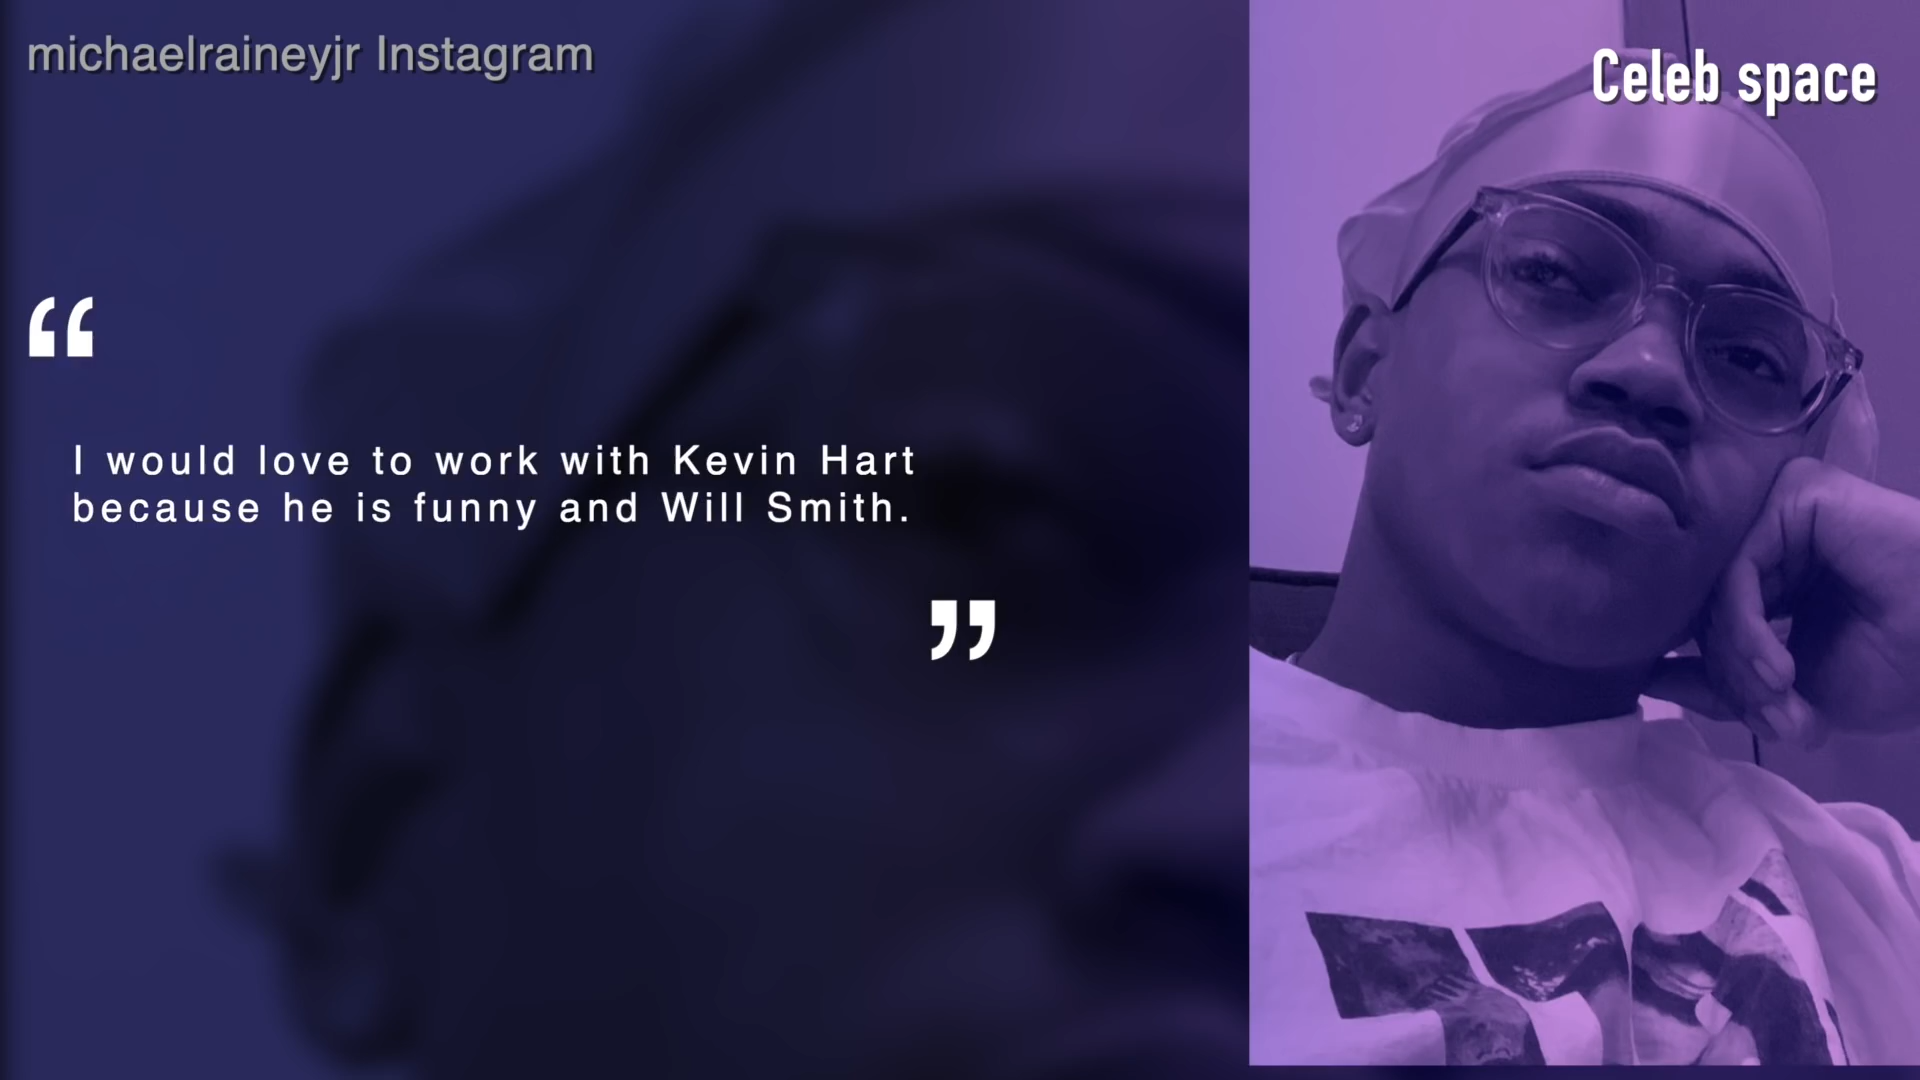 michaelraineyjr Instagram
Celeb space
“
I would love to work with Kevin Hart
because he is funny and Will Smith.
”